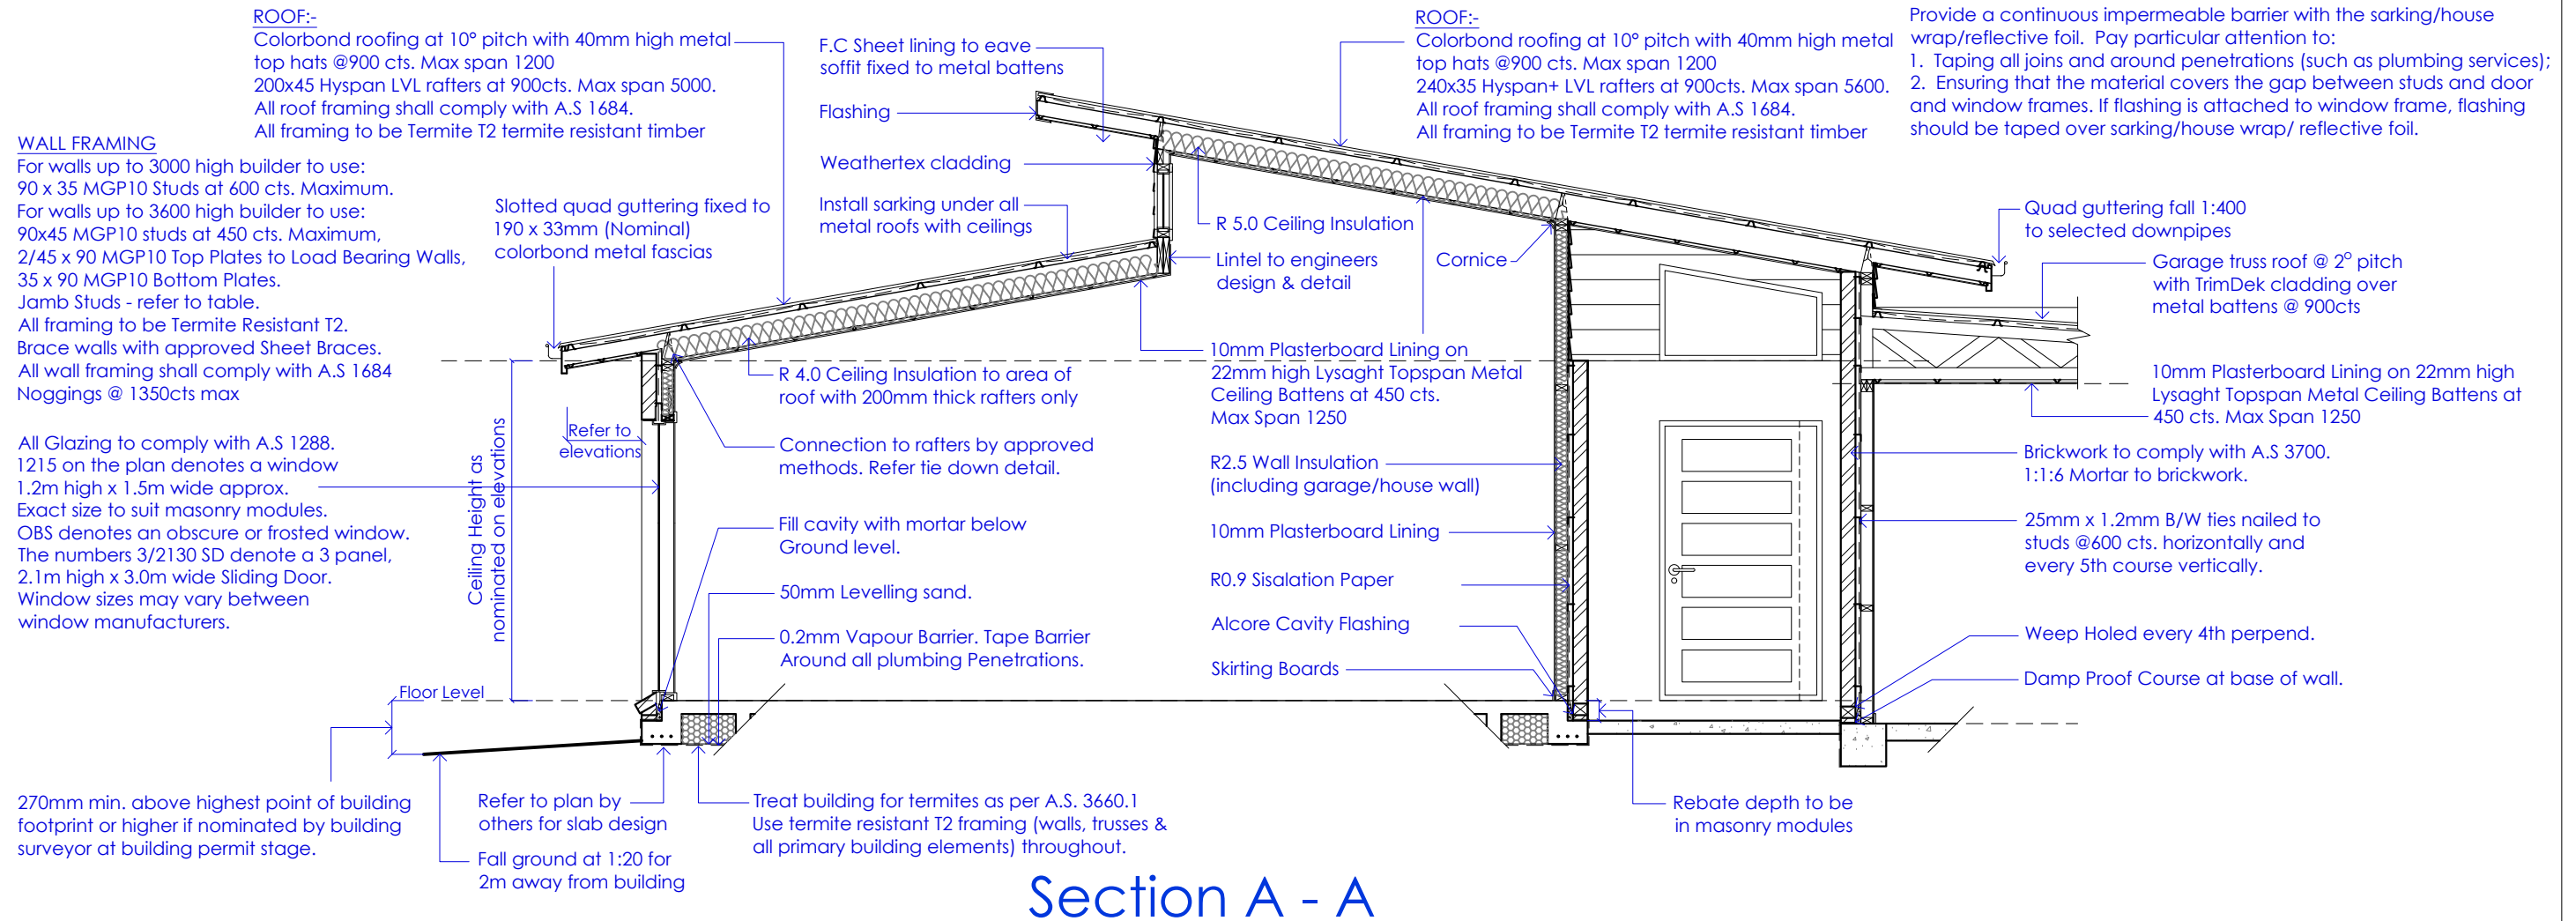 ROOF:-
Colorbond roofing at 10° pitch with 40mm high metal
top hats @900 cts. Max span 1200
200x45 Hyspan LVL rafters at 900cts. Max span 5000.
All roof framing shall comply with A.S 1684.
All framing to be Termite T2 termite resistant timber
WALL FRAMING
For walls up to 3000 high builder to use:
90 x 35 MGP10 Studs at 600 cts. Maximum.
For walls up to 3600 high builder to use:
90x45 MGP10 studs at 450 cts. Maximum,
2/45 x 90 MGP10 Top Plates to Load Bearing Walls,
35 x 90 MGP10 Bottom Plates.
Jamb Studs - refer to table.
All framing to be Termite Resistant T2.
Brace walls with approved Sheet Braces.
All wall framing shall comply with A.S 1684
Noggings @ 1350cts max
All Glazing to comply with A.S 1288.
1215 on the plan denotes a window
1.2m high x 1.5m wide approx.
Exact size to suit masonry modules.
OBS denotes an obscure or frosted window.
The numbers 3/2130 SD denote a 3 panel,
2.1m high x 3.0m wide Sliding Door.
Window sizes may vary between
window manufacturers.
Slotted quad guttering fixed to
190 x 33mm (Nominal)
colorbond metal fascias
Refer to
elevations
Ceiling Height as
nominated on elevations
Floor Level
270mm min. above highest point of building
footprint or higher if nominated by building
surveyor at building permit stage.
Refer to plan by
others for slab design
Fall ground at 1:20 for
2m away from building
F.C Sheet lining to eave
soffit fixed to metal battens
Flashing
Weathertex cladding
Install sarking under all
metal roofs with ceilings
R 4.0 Ceiling Insulation to area of
roof with 200mm thick rafters only
Connection to rafters by approved
methods. Refer tie down detail.
Fill cavity with mortar below
Ground level.
50mm Levelling sand.
0.2mm Vapour Barrier. Tape Barrier
Around all plumbing Penetrations.
Treat building for termites as per A.S. 3660.1
Use termite resistant T2 framing (walls, trusses &
all primary building elements) throughout.
R 5.0 Ceiling Insulation
Lintel to engineers
design & detail
Cornice
10mm Plasterboard Lining on
22mm high Lysaght Topspan Metal
Ceiling Battens at 450 cts.
Max Span 1250
R2.5 Wall Insulation
(including garage/house wall)
10mm Plasterboard Lining
R0.9 Sisalation Paper
Alcore Cavity Flashing
Skirting Boards
ROOF:-
Colorbond roofing at 10° pitch with 40mm high metal
top hats @900 cts. Max span 1200
240x35 Hyspan+ LVL rafters at 900cts. Max span 5600.
All roof framing shall comply with A.S 1684.
All framing to be Termite T2 termite resistant timber
Provide a continuous impermeable barrier with the sarking/house
wrap/reflective foil. Pay particular attention to:
1. Taping all joins and around penetrations (such as plumbing services);
2. Ensuring that the material covers the gap between studs and door
and window frames. If flashing is attached to window frame, flashing
should be taped over sarking/house wrap/ reflective foil.
Quad guttering fall 1:400
to selected downpipes
Garage truss roof @ 2° pitch
with TrimDek cladding over
metal battens @ 900cts
10mm Plasterboard Lining on 22mm high
Lysaght Topspan Metal Ceiling Battens at
450 cts. Max Span 1250
Brickwork to comply with A.S 3700.
1:1:6 Mortar to brickwork.
25mm x 1.2mm B/W ties nailed to
studs @600 cts. horizontally and
every 5th course vertically.
Weep Holed every 4th perpend.
Damp Proof Course at base of wall.
Rebate depth to be
in masonry modules
Section A - A